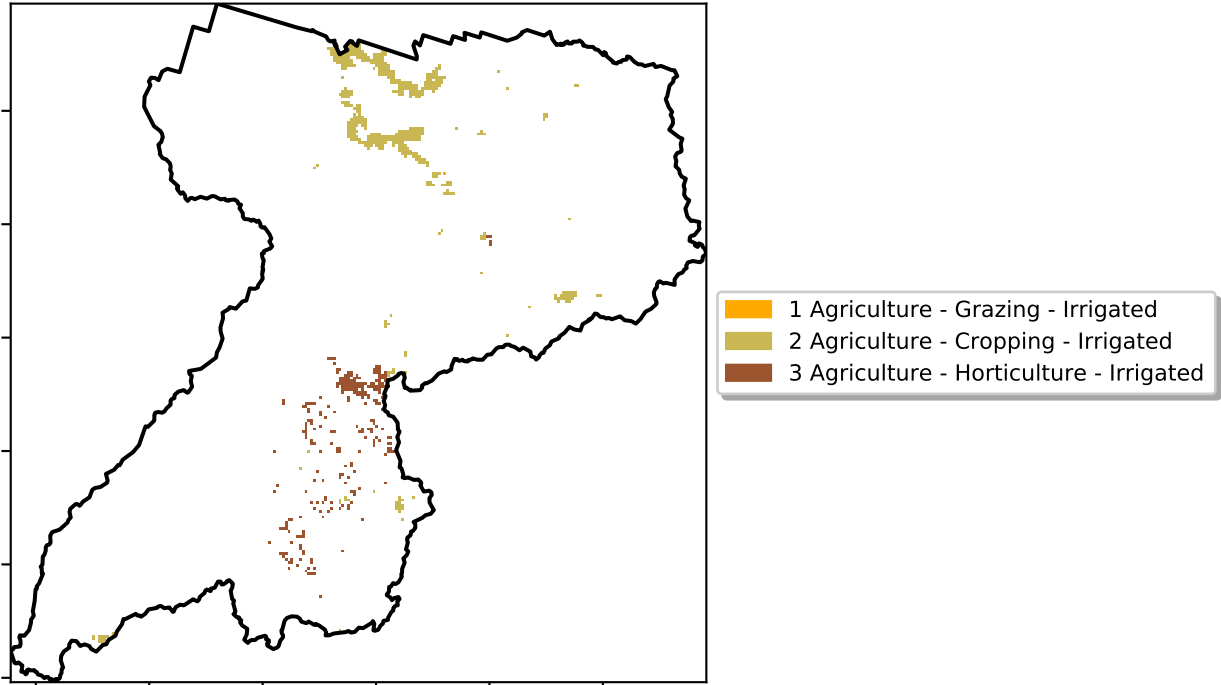 1 Agriculture - Grazing - Irrigated
2 Agriculture - Cropping - Irrigated
3 Agriculture - Horticulture - Irrigated